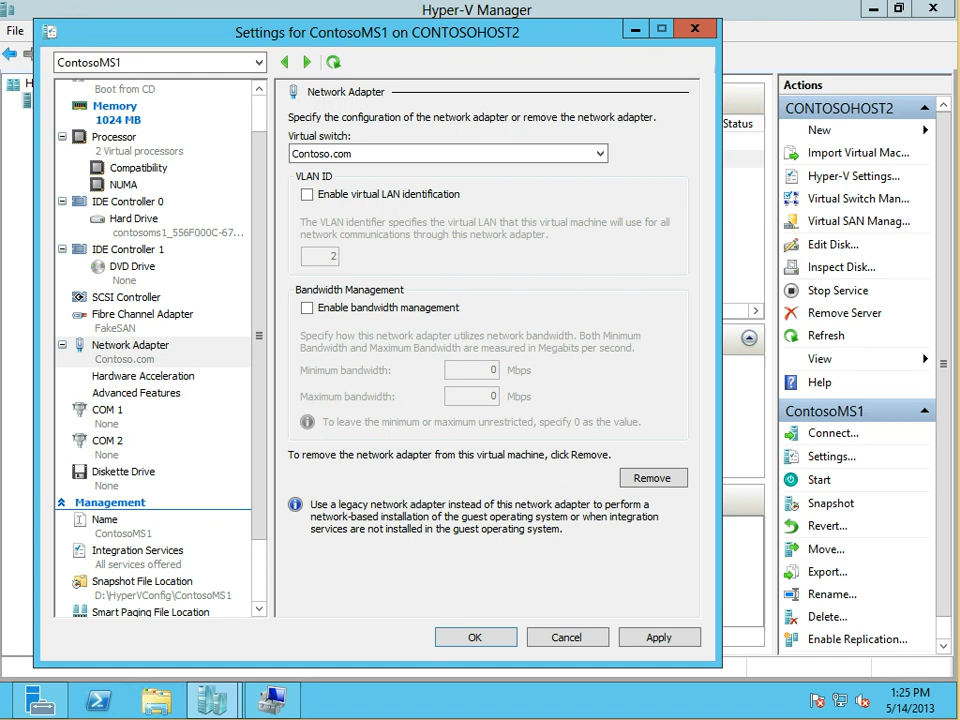 Hyper-V Manager
File
Settings for ContosoMS1 on CONTOSOHOST2
ContosoMS1
Boot from CD
Memory
1024 MB
Processor
2 Virtual processors
Compatibility
NUMA
IDE Controller 0
Hard Drive
contosoms1_556F000C-67...
IDE Controller 1
DVD Drive
None
SCSI Controller
Fibre Channel Adapter
FakeSAN
Network Adapter
Contoso.com
Hardware Acceleration
Advanced Features
COM 1
None
COM 2
None
Diskette Drive
None
Management
Name
ContosoMS1
Integration Services
All services offered
Snapshot File Location
D:\HyperVConfig\ContosoMS1
Smart Paging File Location
Network Adapter
Specify the configuration of the network adapter or remove the network adapter.
Virtual switch:
Contoso.com
VLAN ID
Enable virtual LAN identification
The VLAN identifier specifies the virtual LAN that this virtual machine will use for all
network communications through this network adapter.
2
Bandwidth Management
Enable bandwidth management
Specify how this network adapter utilizes network bandwidth. Both Minimum
Bandwidth and Maximum Bandwidth are measured in Megabits per second.
Minimum bandwidth:
0
Mbps
Maximum bandwidth:
0
Mbps
To leave the minimum or maximum unrestricted, specify 0 as the value.
To remove the network adapter from this virtual machine, click Remove.
Remove
Use a legacy network adapter instead of this network adapter to perform a
network-based installation of the guest operating system or when integration
services are not installed in the guest operating system.
OK
Cancel
Apply
Status
Actions
CONTOSOHOST2
New
Import Virtual Mac...
Hyper-V Settings...
Virtual Switch Man...
Virtual SAN Manag...
Edit Disk...
Inspect Disk...
Stop Service
Remove Server
Refresh
View
Help
ContosoMS1
Connect...
Settings...
Start
Snapshot
Revert...
Move...
Export...
Rename...
Delete...
Enable Replication...
1:25 PM
5/14/2013